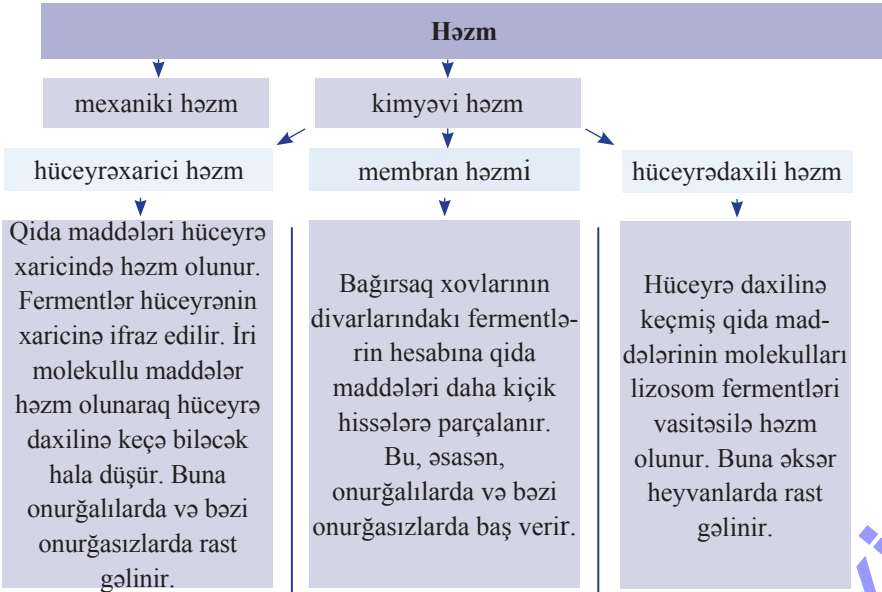 Həzm
mexaniki həzm
kimyəvi həzm
hüceyrəxarici həzm
membran həzmi
hüceyrədaxili həzm
Qida maddələri hüceyrə
xaricində həzm olunur.
Fermentlər hüceyrənin
xaricinə ifraz edilir. İri
molekullu maddələr
həzm olunaraq hüceyrə
daxilinə keçə biləcək
hala düşür. Buna
onurğalılarda və bəzi
onurğasızlarda rast
gəlinir.
Bağırsaq xovlarının
divarlarındakı fermentlə-
rin hesabına qida
maddələri daha kiçik
hissələrə parçalanır.
Bu, əsasən,
onurğalılarda və bəzi
onurğasızlarda baş verir.
Hüceyrə daxilinə
keçmiş qida mad-
dələrinin molekulları
lizosom fermentləri
vasitəsilə həzm
olunur. Buna əksər
heyvanlarda rast
gəlinir.